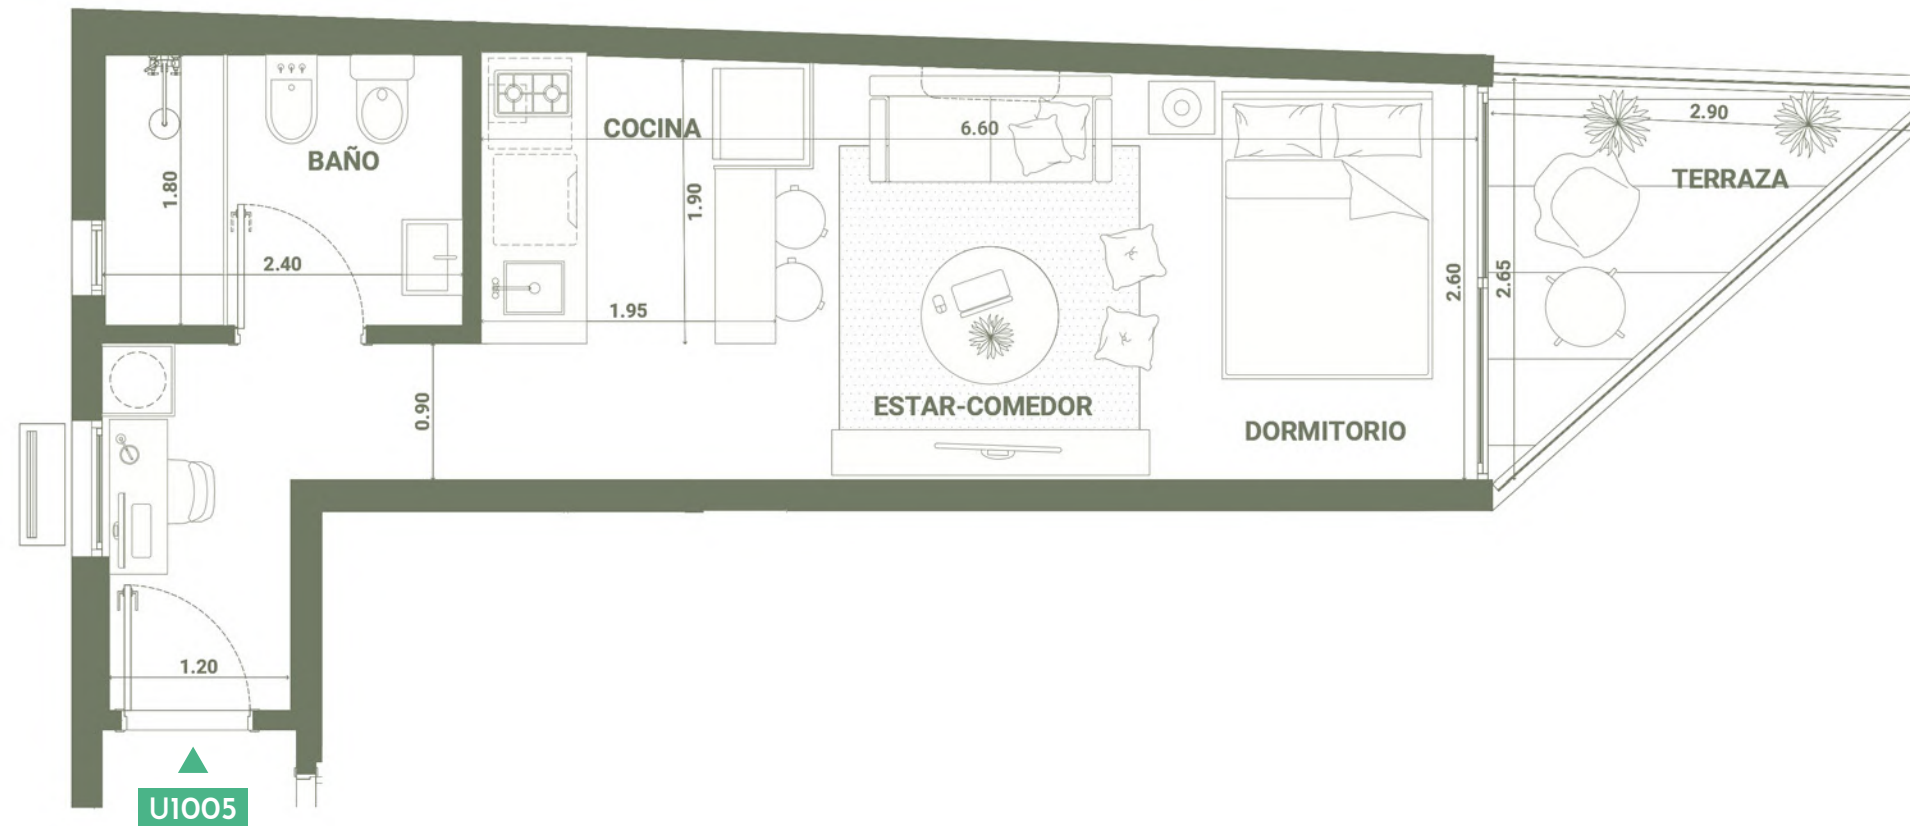 2.90
COCINA
6.60
BAÑO
TERRAZA
1.80
1.90
2.40
2.60
2.65
1.95
0.90
ESTAR-COMEDOR
DORMITORIO
1.20
U1005